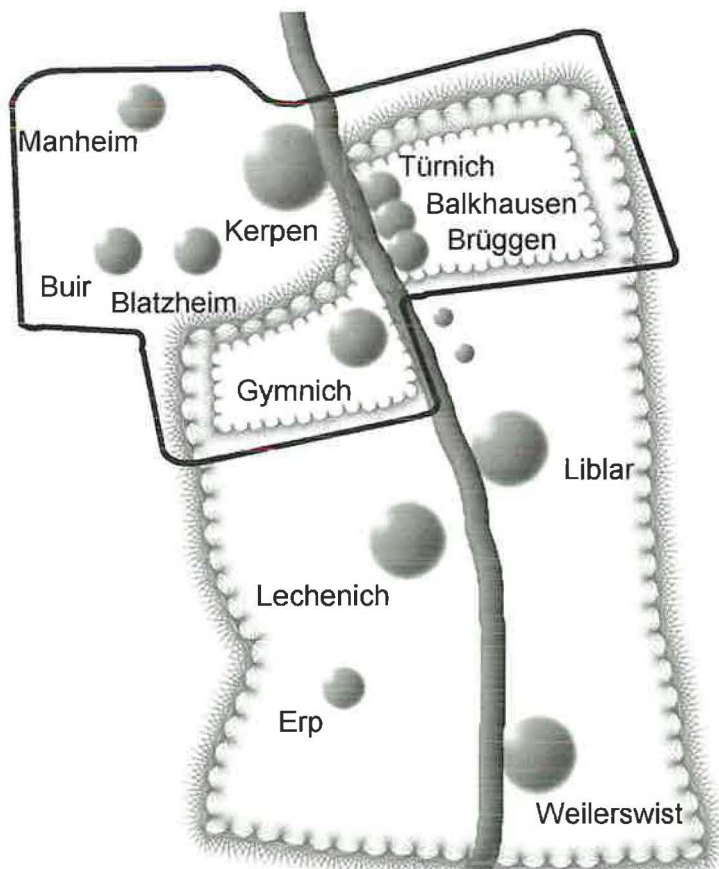 Manheim
Türnich
Balkhausen
Kerpen
Brüggen
Buir
Blatzheim
Gymnich
Liblar
Lechenich
Erp
Weilerswist